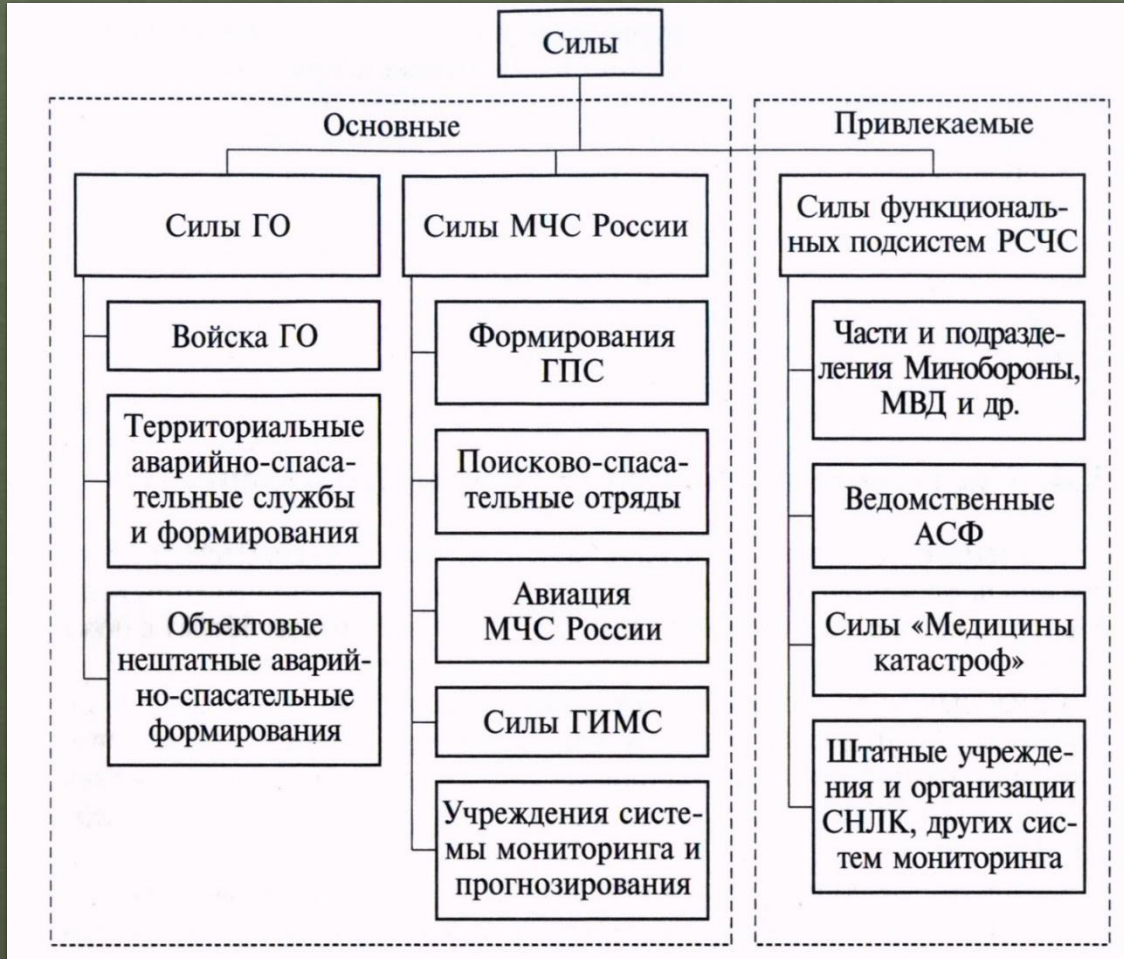 Силы
Основные
Привлекаемые
Силы ГО
Войска ГО
Территориальные
аварийно-спаса-
тельные службы
и формирования
Объектовые
нештатные аварий-
но-спасательные
формирования
Силы МЧС России
Формирования
ГПС
Поисково-спаса-
тельные отряды
Авиация
МЧС России
Силы ГИМС
Учреждения систе-
мы мониторинга и
прогнозирования
Силы функциональ-
ных подсистем РСЧС
Части и подразде-
ления Минобороны,
МВД и др.
Ведомственные
АСФ
Силы «Медицины
катастроф»
Штатные учрежде-
ния и организации
СНЛК, других сис-
тем мониторинга